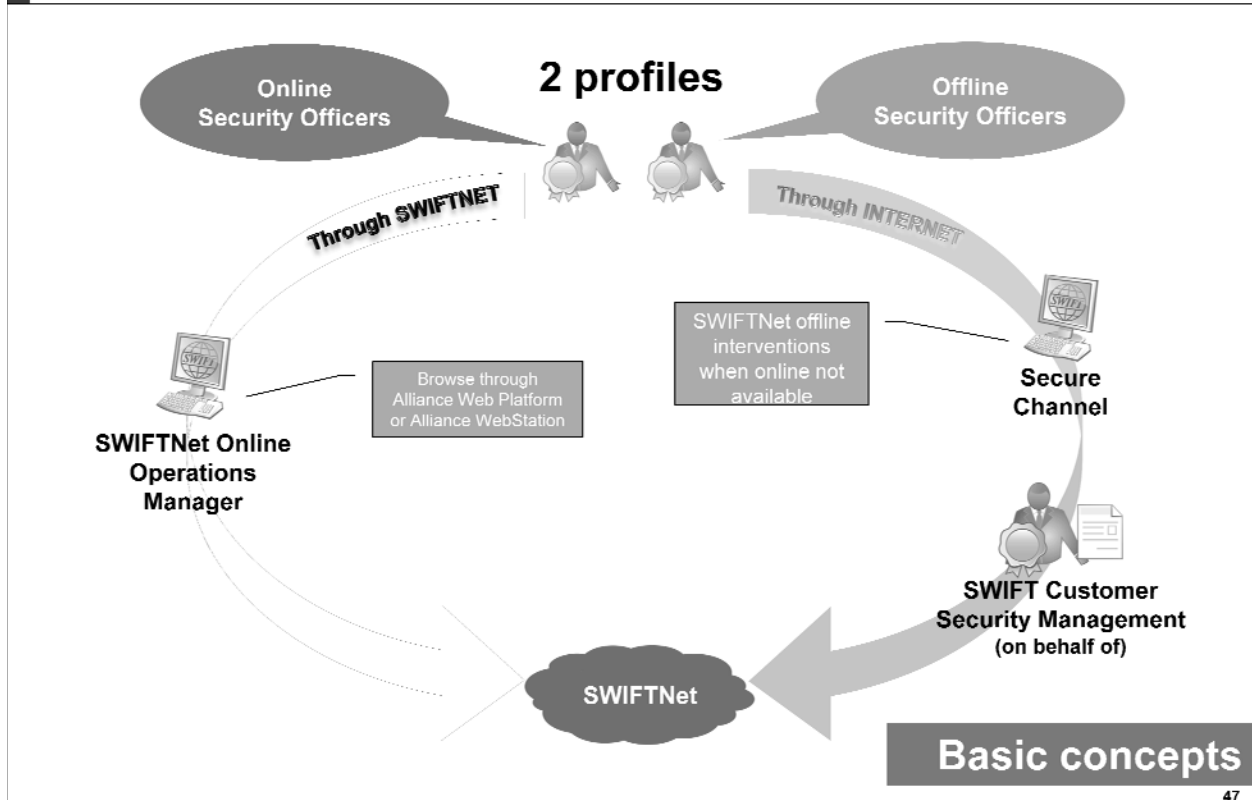 2 profiles
Online
Security Officers
Offline
Security Officers
Through SWIFTNET
Through INTERNET
SWIFT
SWIFTNet Online
Operations
Manager
Browse through
Alliance Web Platform
or Alliance WebStation
SWIFTNet offline
interventions
when online not
available
SWIFT
Secure
Channel
SWIFT Customer
Security Management
(on behalf of)
SWIFTNet
Basic concepts
47